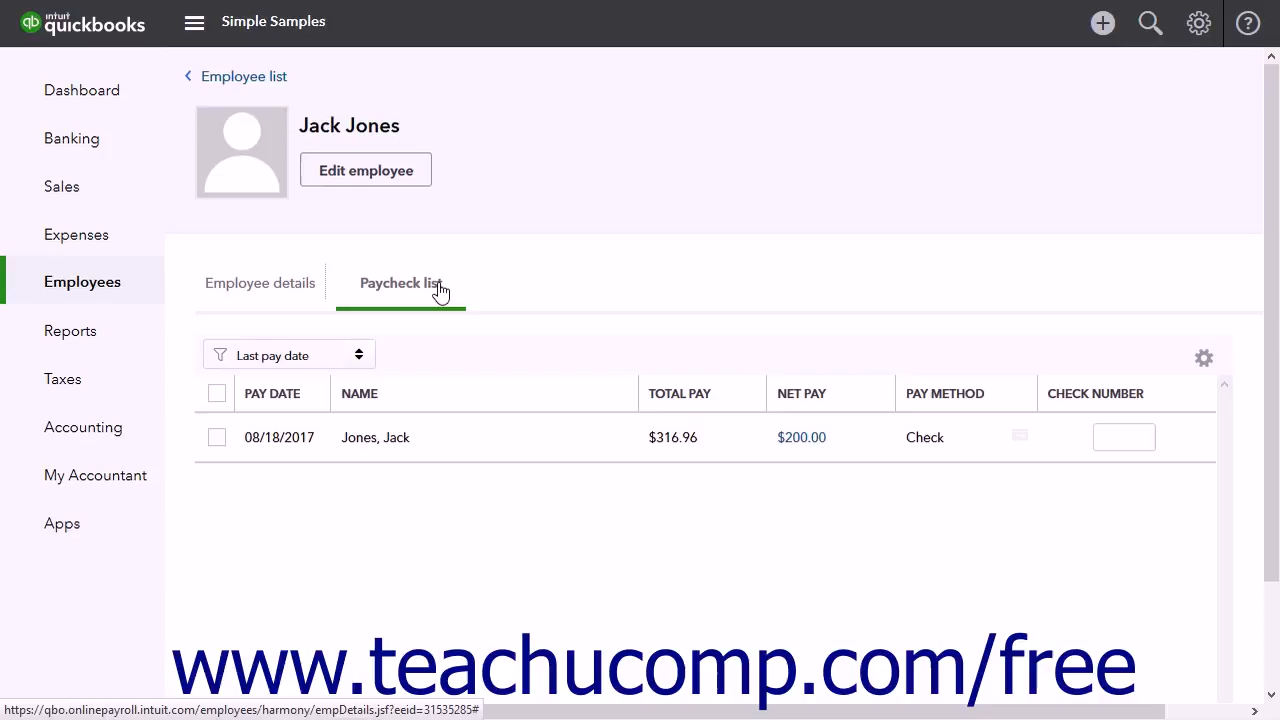 intuit
qb quickbooks
Simple Samples
Dashboard
Banking
Sales
Expenses
Employees
Reports
Taxes
Accounting
My Accountant
Apps
Employee list
Jack Jones
Edit employee
Employee details
Paycheck list
Last pay date
PAY DATE NAME TOTAL PAY NET PAY PAY METHOD CHECK NUMBER
08/18/2017 Jones, Jack $316.96 $200.00 Check
www.teachucomp.com/free
https://qbo.onlinepayroll.intuit.com/employees/harmony/empDetails.jsf?eeid=31535285#